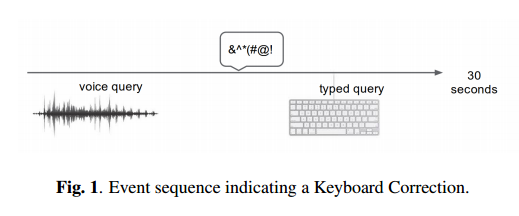 &^*(#@!
voice query
typed query
30
seconds
Fig. 1. Event sequence indicating a Keyboard Correction.